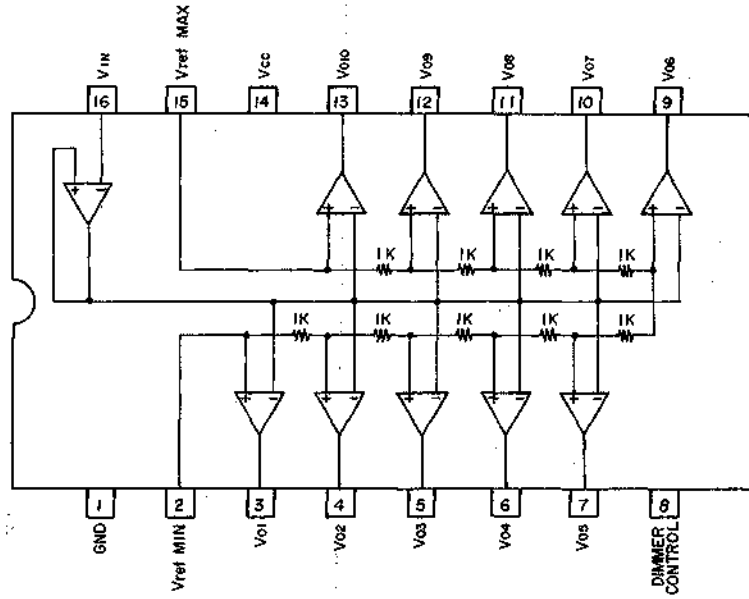 VIN
Vref MAX
VCC
VO10
VO9
VO8
VO7
VO6
16
15
14
13
12
11
10
9
+ -
+ -
+ -
+ -
+ -
+ -
1K
1K
1K
1K
1K
1K
1K
1K
1K
+ -
+ -
+ -
+ -
+ -
1
2
3
4
5
6
7
8
GND
Vref MIN
VO1
VO2
VO3
VO4
VO5
DIMMER
CONTROL